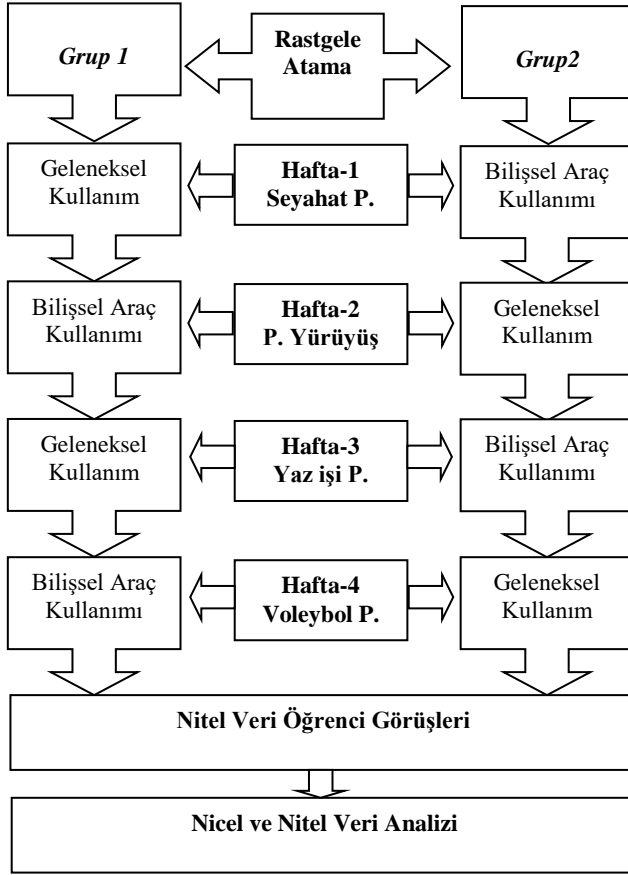 Grup 1
Rastgele
Atama
Grup2
Geleneksel
Kullanım
Hafta-1
Seyahat P.
Bilişsel Araç
Kullanımı
Bilişsel Araç
Kullanımı
Hafta-2
P. Yürüyüş
Geleneksel
Kullanım
Geleneksel
Kullanım
Hafta-3
Yaz işi P.
Bilişsel Araç
Kullanımı
Bilişsel Araç
Kullanımı
Hafta-4
Voleybol P.
Geleneksel
Kullanım
Nitel Veri Öğrenci Görüşleri
Nicel ve Nitel Veri Analizi